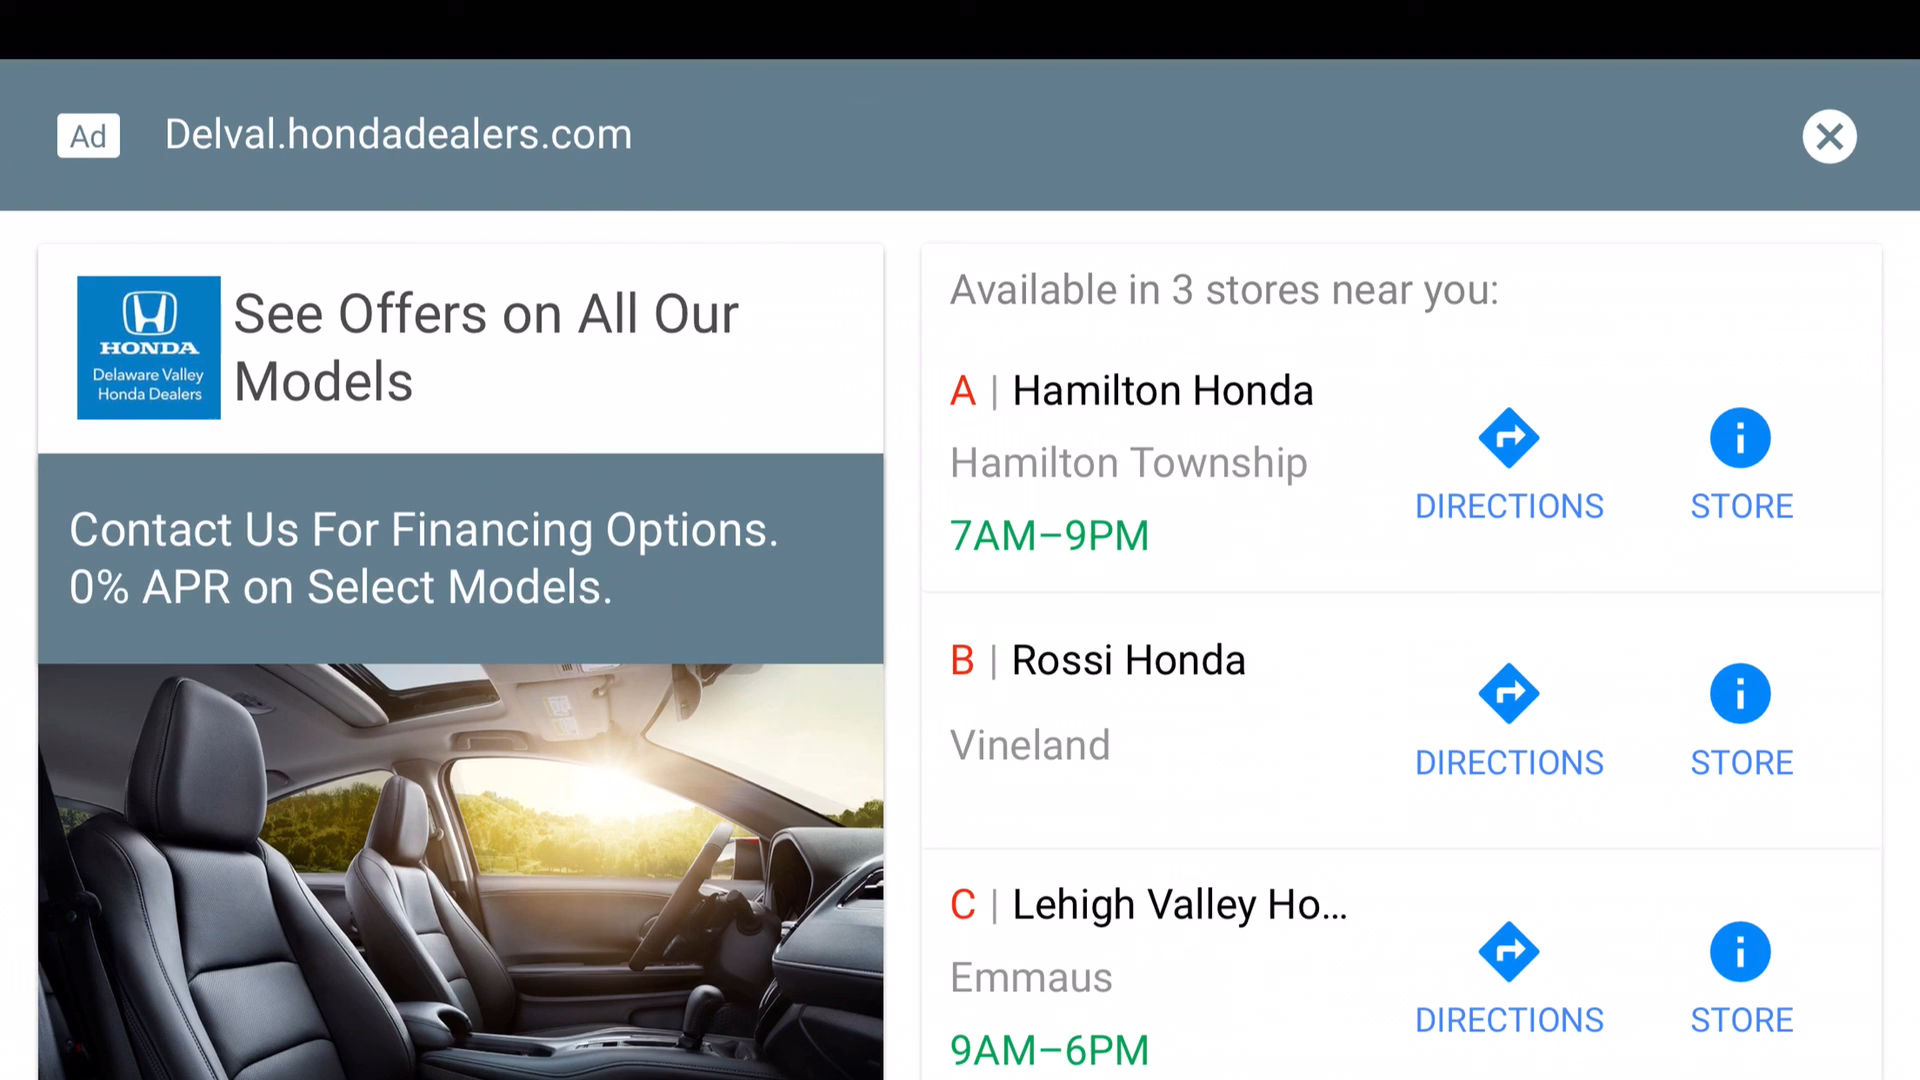 Ad
Delval.hondadealers.com
HONDA
Delaware Valley
Honda Dealers
See Offers on All Our
Models
Contact Us For Financing Options.
0% APR on Select Models.
Available in 3 stores near you:
A | Hamilton Honda
Hamilton Township
7AM–9PM
DIRECTIONS
STORE
B | Rossi Honda
Vineland
DIRECTIONS
STORE
C | Lehigh Valley Ho...
Emmaus
9AM–6PM
DIRECTIONS
STORE